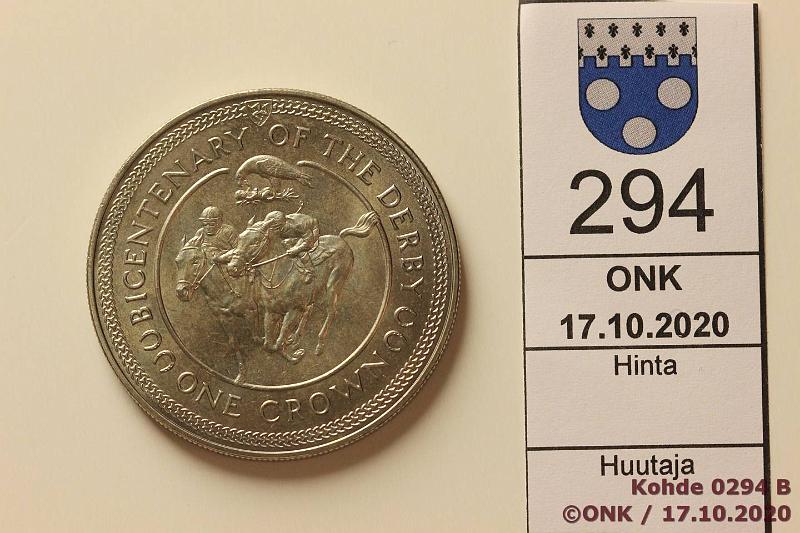 BICENTENARY OF THE DERBY
ONE CROWN
294
ONK
17.10.2020
Hinta
Huutaja
Kohde 0294 B
©ONK / 17.10.2020